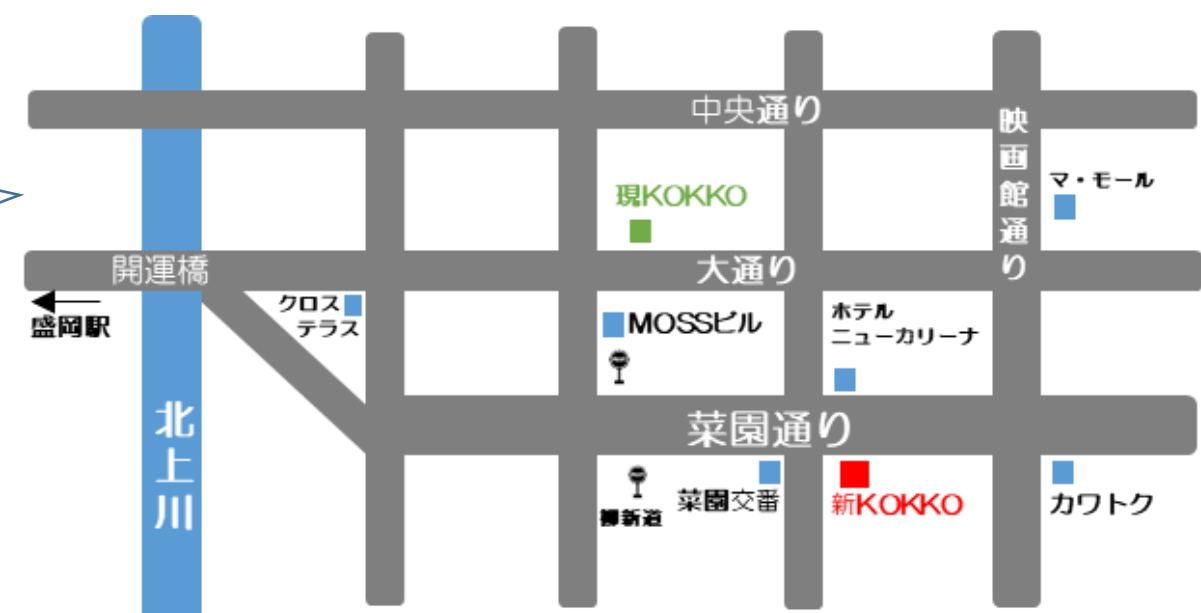 中央通り
映画館通り
マ・モール
現KOKKO
開運橋
大通り
盛岡駅
クロス
テラス
MOSSビル
ホテル
ニューカリーナ
北上川
菜園通り
柳新道
菜園交番
新KOKKO
カワトク